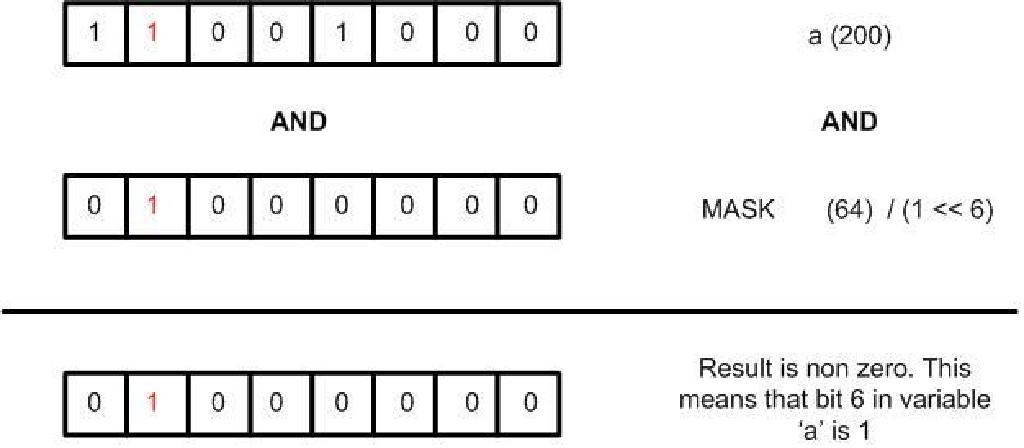 1 1 0 0 1 0 0 0 a (200)
AND AND
0 1 0 0 0 0 0 0 MASK (64) / (1 << 6)
0 1 0 0 0 0 0 0
Result is non zero. This
means that bit 6 in variable
‘a’ is 1